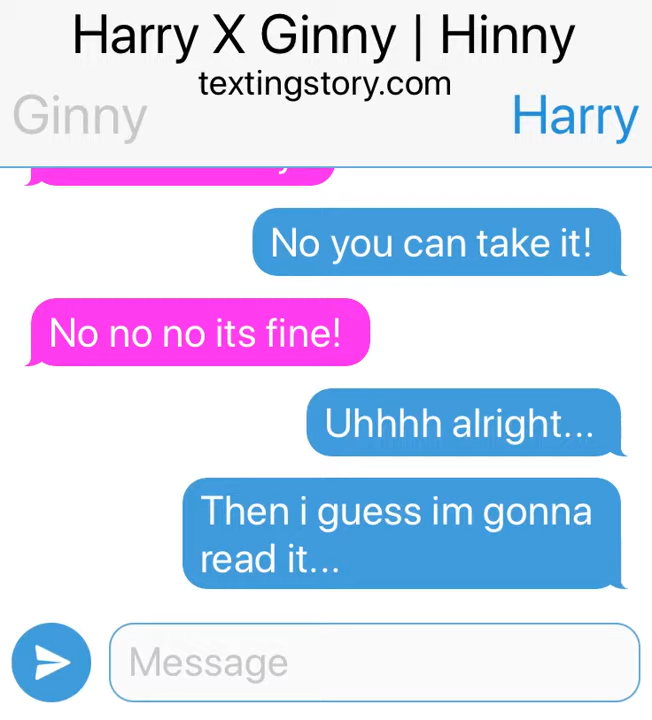 Harry X Ginny | Hinny
textingstory.com
Ginny
Harry
No you can take it!
No no no its fine!
Uhhhh alright...
Then i guess im gonna
read it...
Message